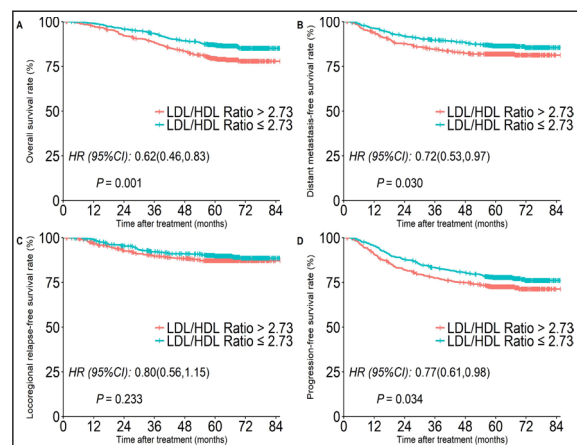 A
Overall survival rate (%)
100
75
50
25
0
LDL/HDL Ratio > 2.73
LDL/HDL Ratio ≤ 2.73
HR (95%CI): 0.62(0.46,0.83)
P = 0.001
0 12 24 36 48 60 72 84
Time after treatment (months)
B
Distant metastasis-free survival rate (%)
100
75
50
25
0
LDL/HDL Ratio > 2.73
LDL/HDL Ratio ≤ 2.73
HR (95%CI): 0.72(0.53,0.97)
P = 0.030
0 12 24 36 48 60 72 84
Time after treatment (months)
C
Locoregional relapse-free survival rate (%)
100
75
50
25
0
LDL/HDL Ratio > 2.73
LDL/HDL Ratio ≤ 2.73
HR (95%CI): 0.80(0.56,1.15)
P = 0.233
0 12 24 36 48 60 72 84
Time after treatment (months)
D
Progression-free survival rate (%)
100
75
50
25
0
LDL/HDL Ratio > 2.73
LDL/HDL Ratio ≤ 2.73
HR (95%CI): 0.77(0.61,0.98)
P = 0.034
0 12 24 36 48 60 72 84
Time after treatment (months)